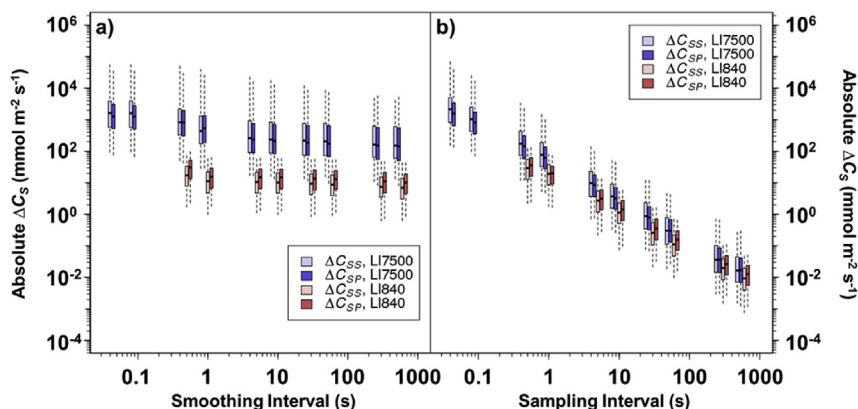 a)
b)
10⁶
10⁴
10²
10⁰
10⁻²
10⁻⁴
Absolute ΔC_S (mmol m⁻² s⁻¹)
ΔC_SS, LI7500
ΔC_SP, LI7500
ΔC_SS, LI840
ΔC_SP, LI840
0.1 1 10 100 1000
Smoothing Interval (s)
ΔC_SS, LI7500
ΔC_SP, LI7500
ΔC_SS, LI840
ΔC_SP, LI840
0.1 1 10 100 1000
Sampling Interval (s)
10⁶
10⁴
10²
10⁰
10⁻²
10⁻⁴
Absolute ΔC_S (mmol m⁻² s⁻¹)